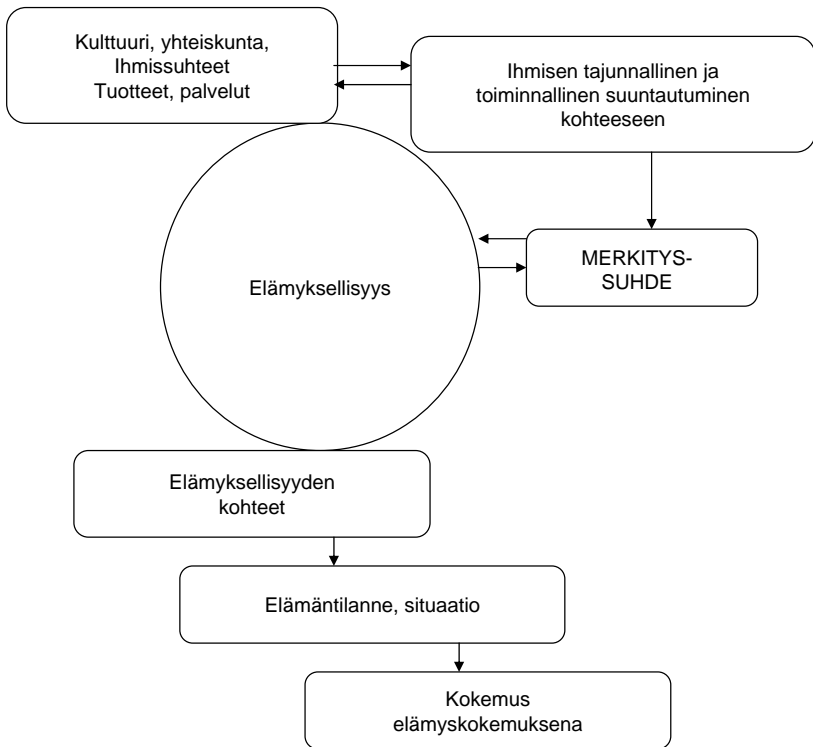 Kulttuuri, yhteiskunta,
Ihmissuhteet
Tuotteet, palvelut
Ihmisen tajunnallinen ja
toiminnallinen suuntautuminen
kohteeseen
MERKITYS-
SUHDE
Elämyksellisyys
Elämyksellisyyden
kohteet
Elämäntilanne, situaatio
Kokemus
elämyskokemuksena